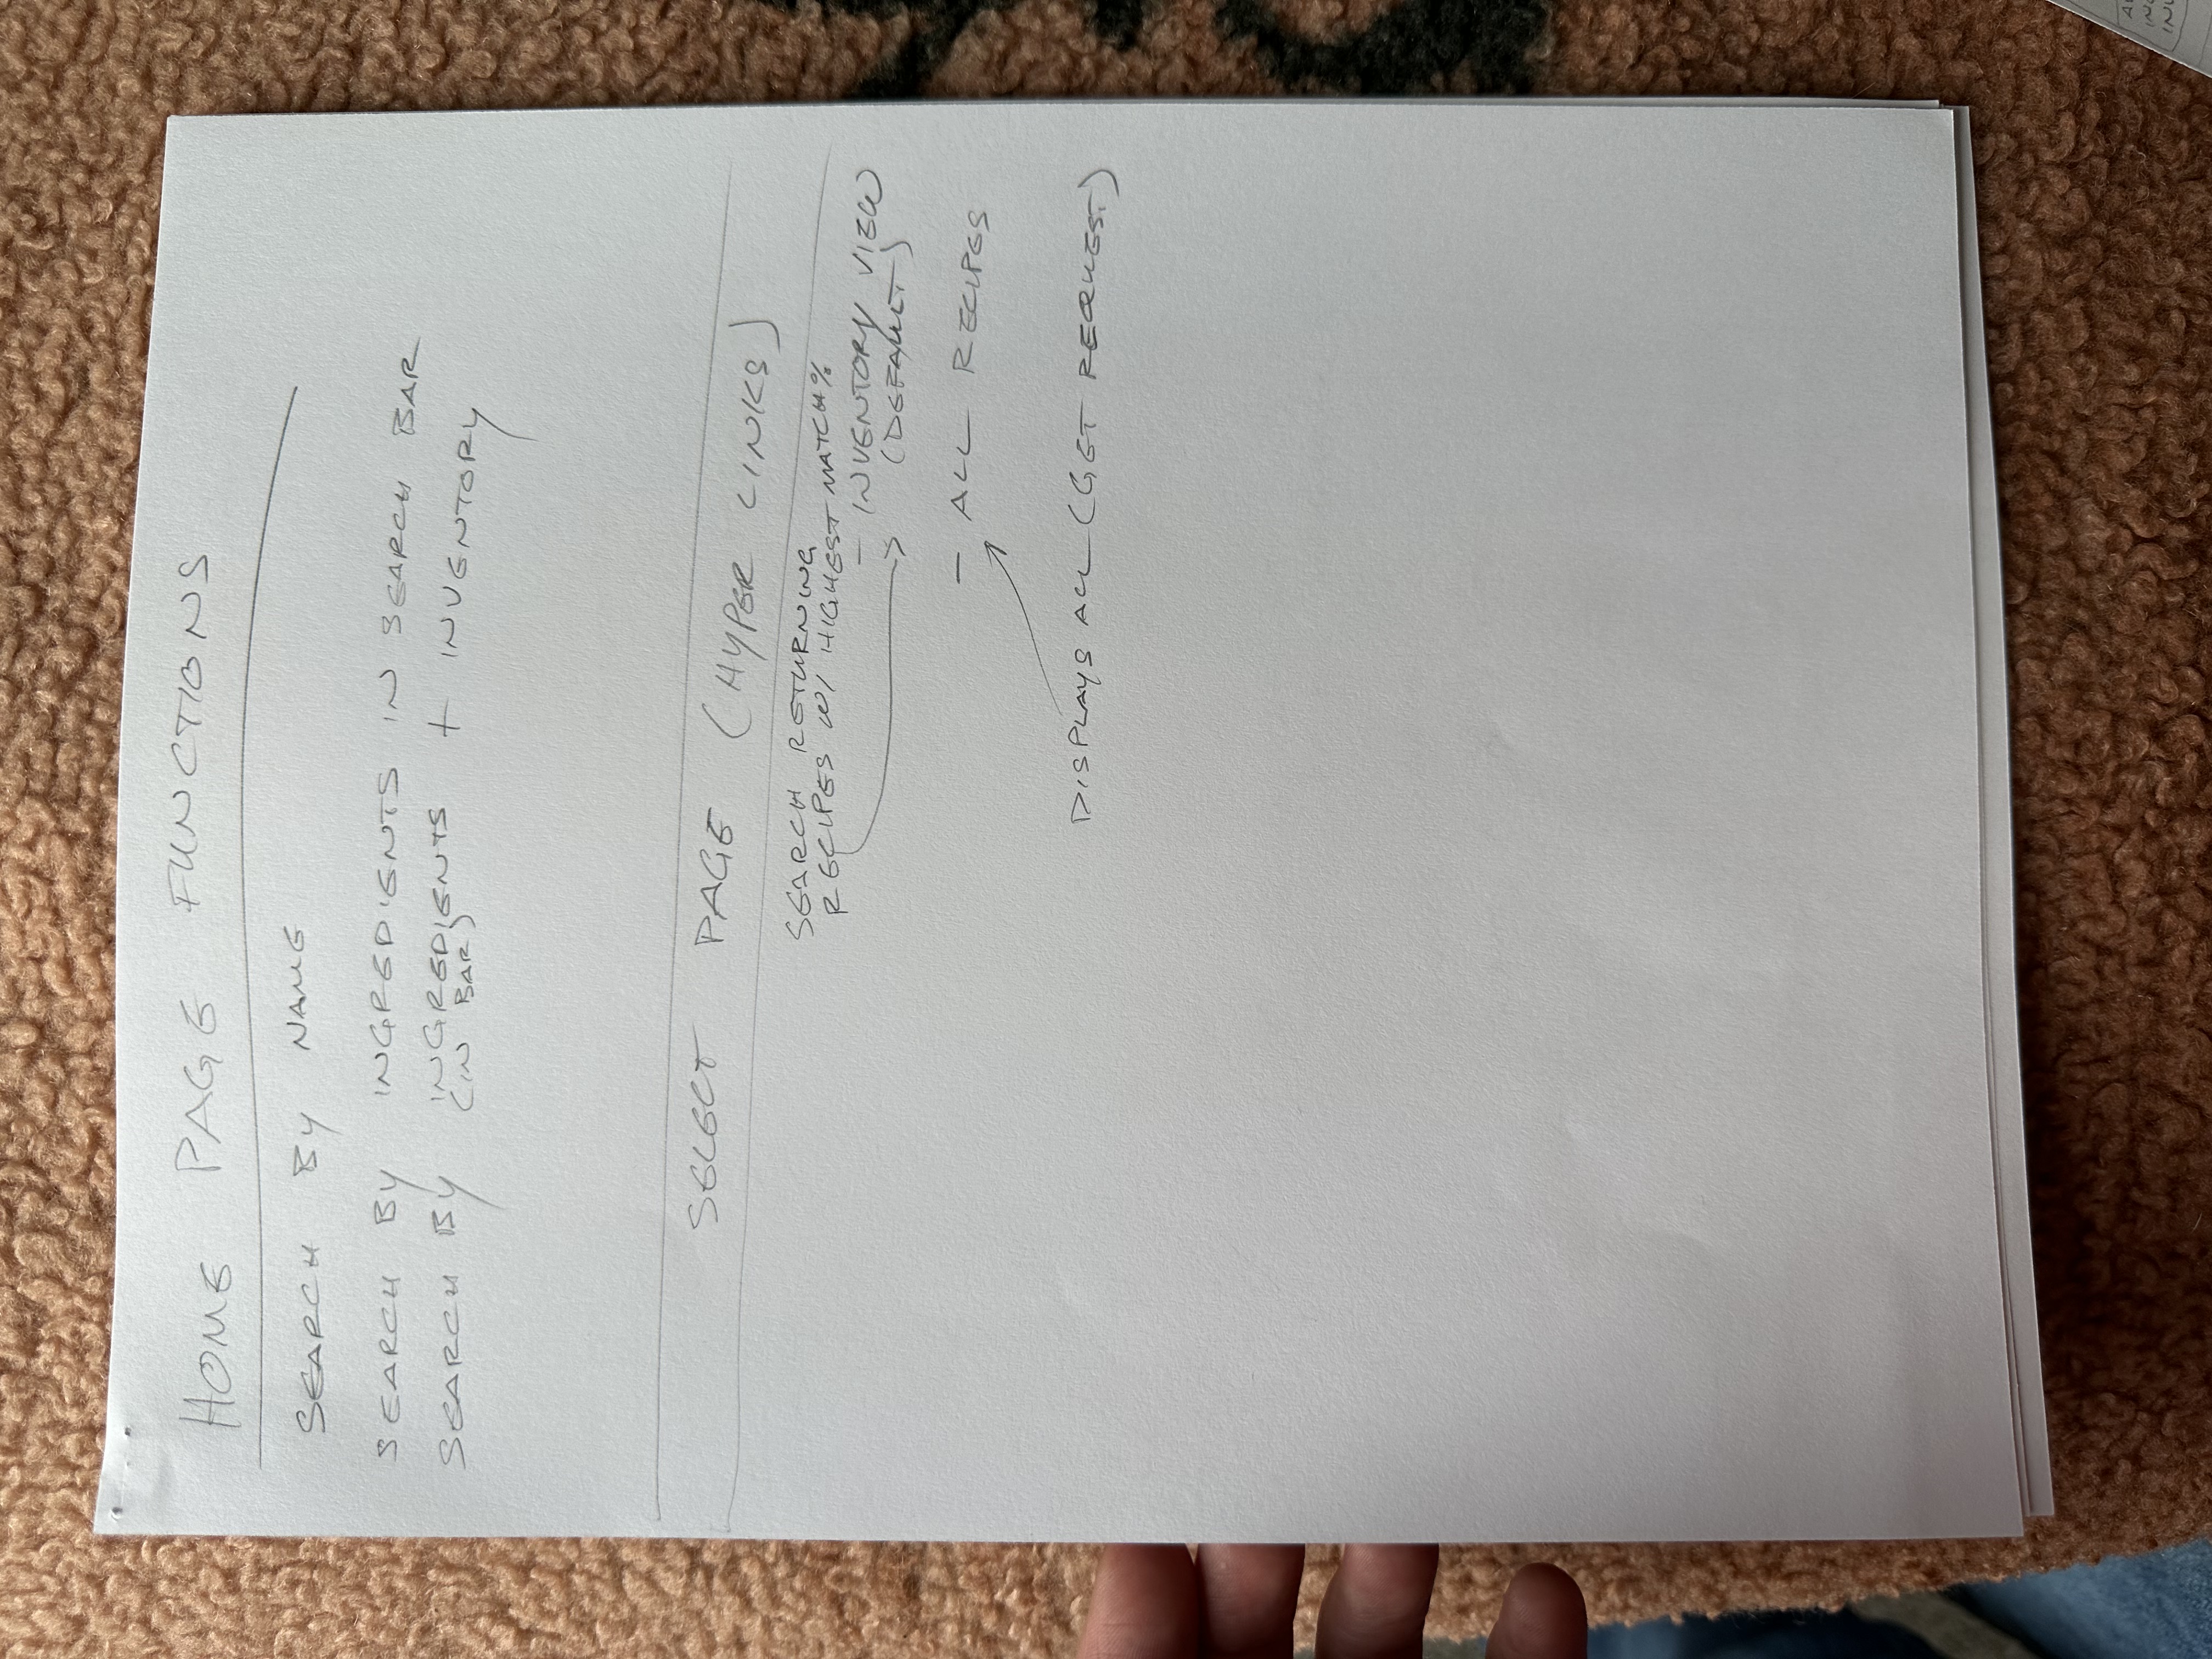 HOME PAGE FUNCTIONS
SEARCH BY NAME
SEARCH BY INGREDIENTS IN SEARCH BAR
SEARCH BY INGREDIENTS + INVENTORY
(IN BAR)
SELECT PAGE (HYPER LINKS)
SEARCH RETURNING
RECIPES W/ HIGHEST MATCH%
- INVENTORY VIEW
(DEFAULT)
- ALL RECIPES
DISPLAYS ALL (GET REQUEST)